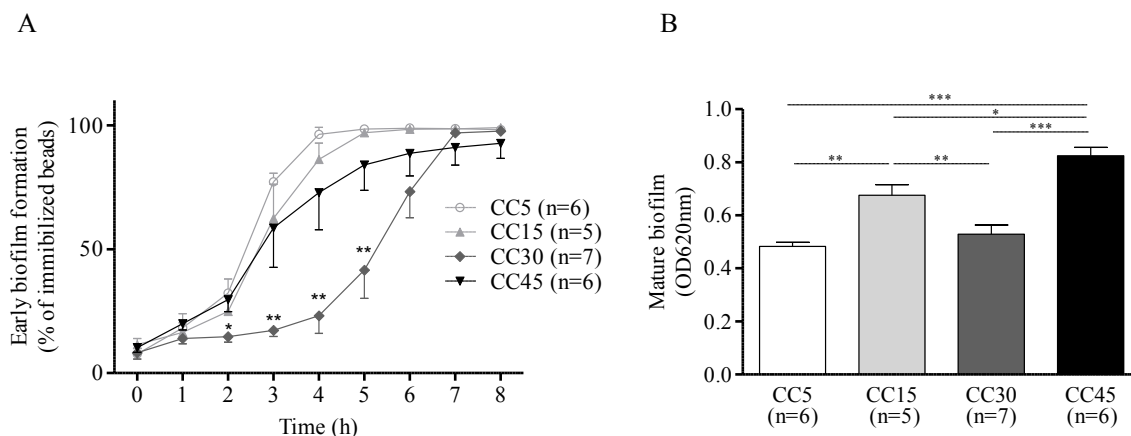 A
Early biofilm formation
(% of immibilized beads)
100
50
0
0 1 2 3 4 5 6 7 8
Time (h)
* ** ** **
CC5 (n=6)
CC15 (n=5)
CC30 (n=7)
CC45 (n=6)
B
Mature biofilm
(OD620nm)
1.0
0.8
0.6
0.4
0.2
0.0
***
*
***
** **
CC5 CC15 CC30 CC45
(n=6) (n=5) (n=7) (n=6)